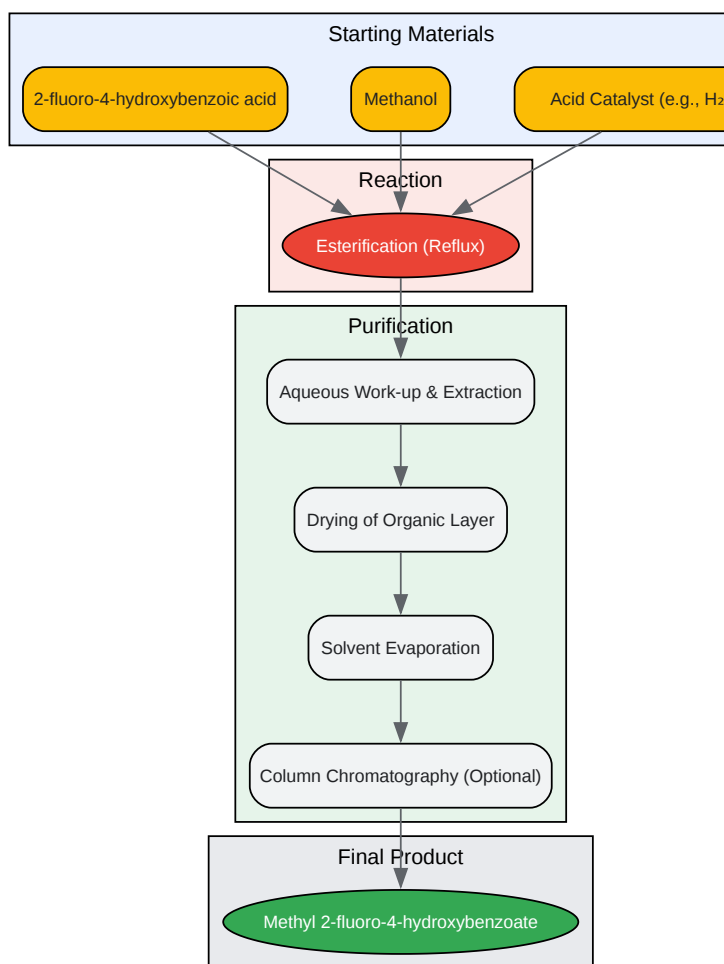 Starting Materials
2-fluoro-4-hydroxybenzoic acid
Methanol
Acid Catalyst (e.g., H₂
Reaction
Esterification (Reflux)
Purification
Aqueous Work-up & Extraction
Drying of Organic Layer
Solvent Evaporation
Column Chromatography (Optional)
Final Product
Methyl 2-fluoro-4-hydroxybenzoate